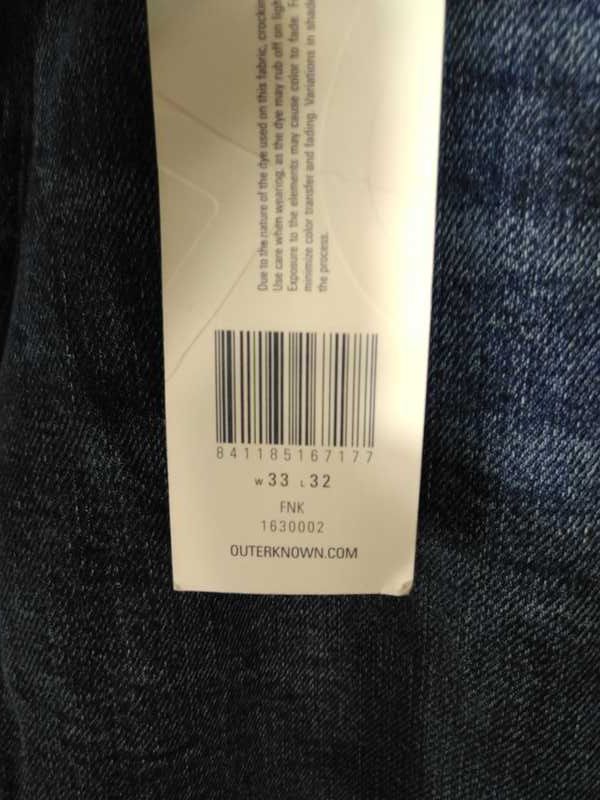 Due to the nature of the dye used on this fabric, crockin
Use care when wearing, as the dye may rub off on ligh
Exposure to the elements may cause color to fade. F
minimize color transfer and fading. Variations in shad
the process.
841185167177
W 33 L 32
FNK
1630002
OUTERKNOWN.COM